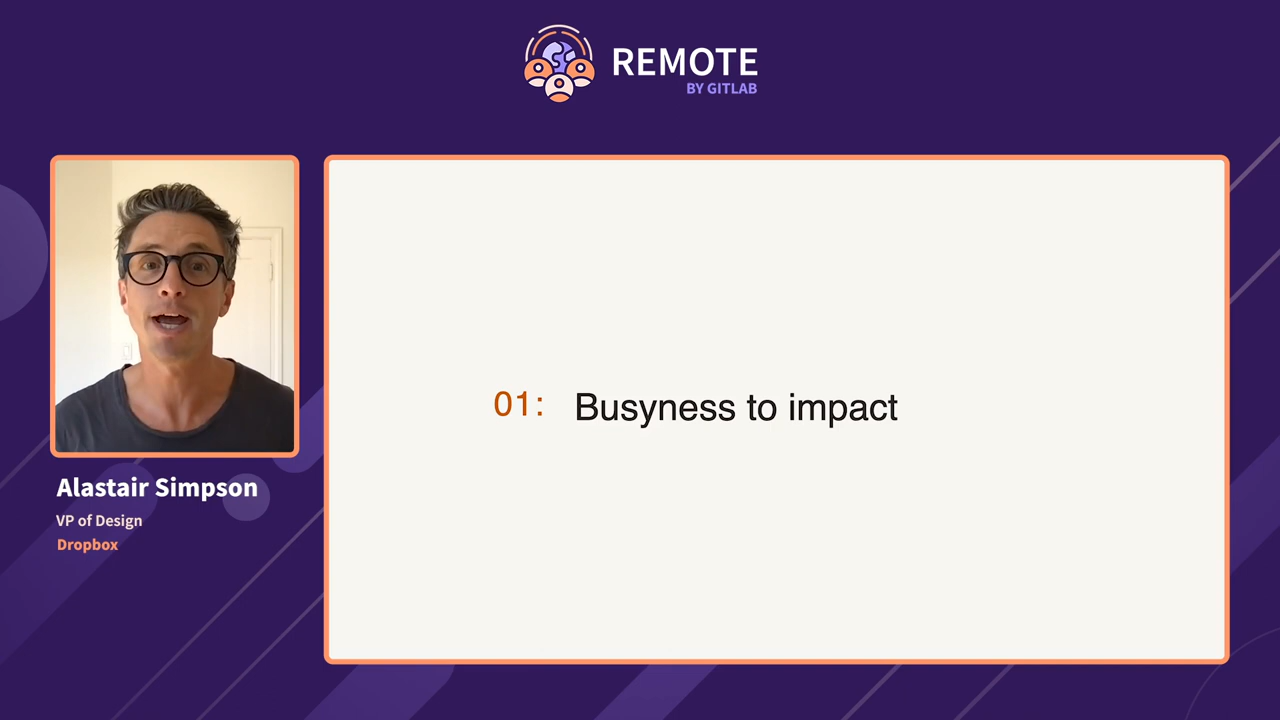 REMOTE
BY GITLAB
01: Busyness to impact
Alastair Simpson
VP of Design
Dropbox